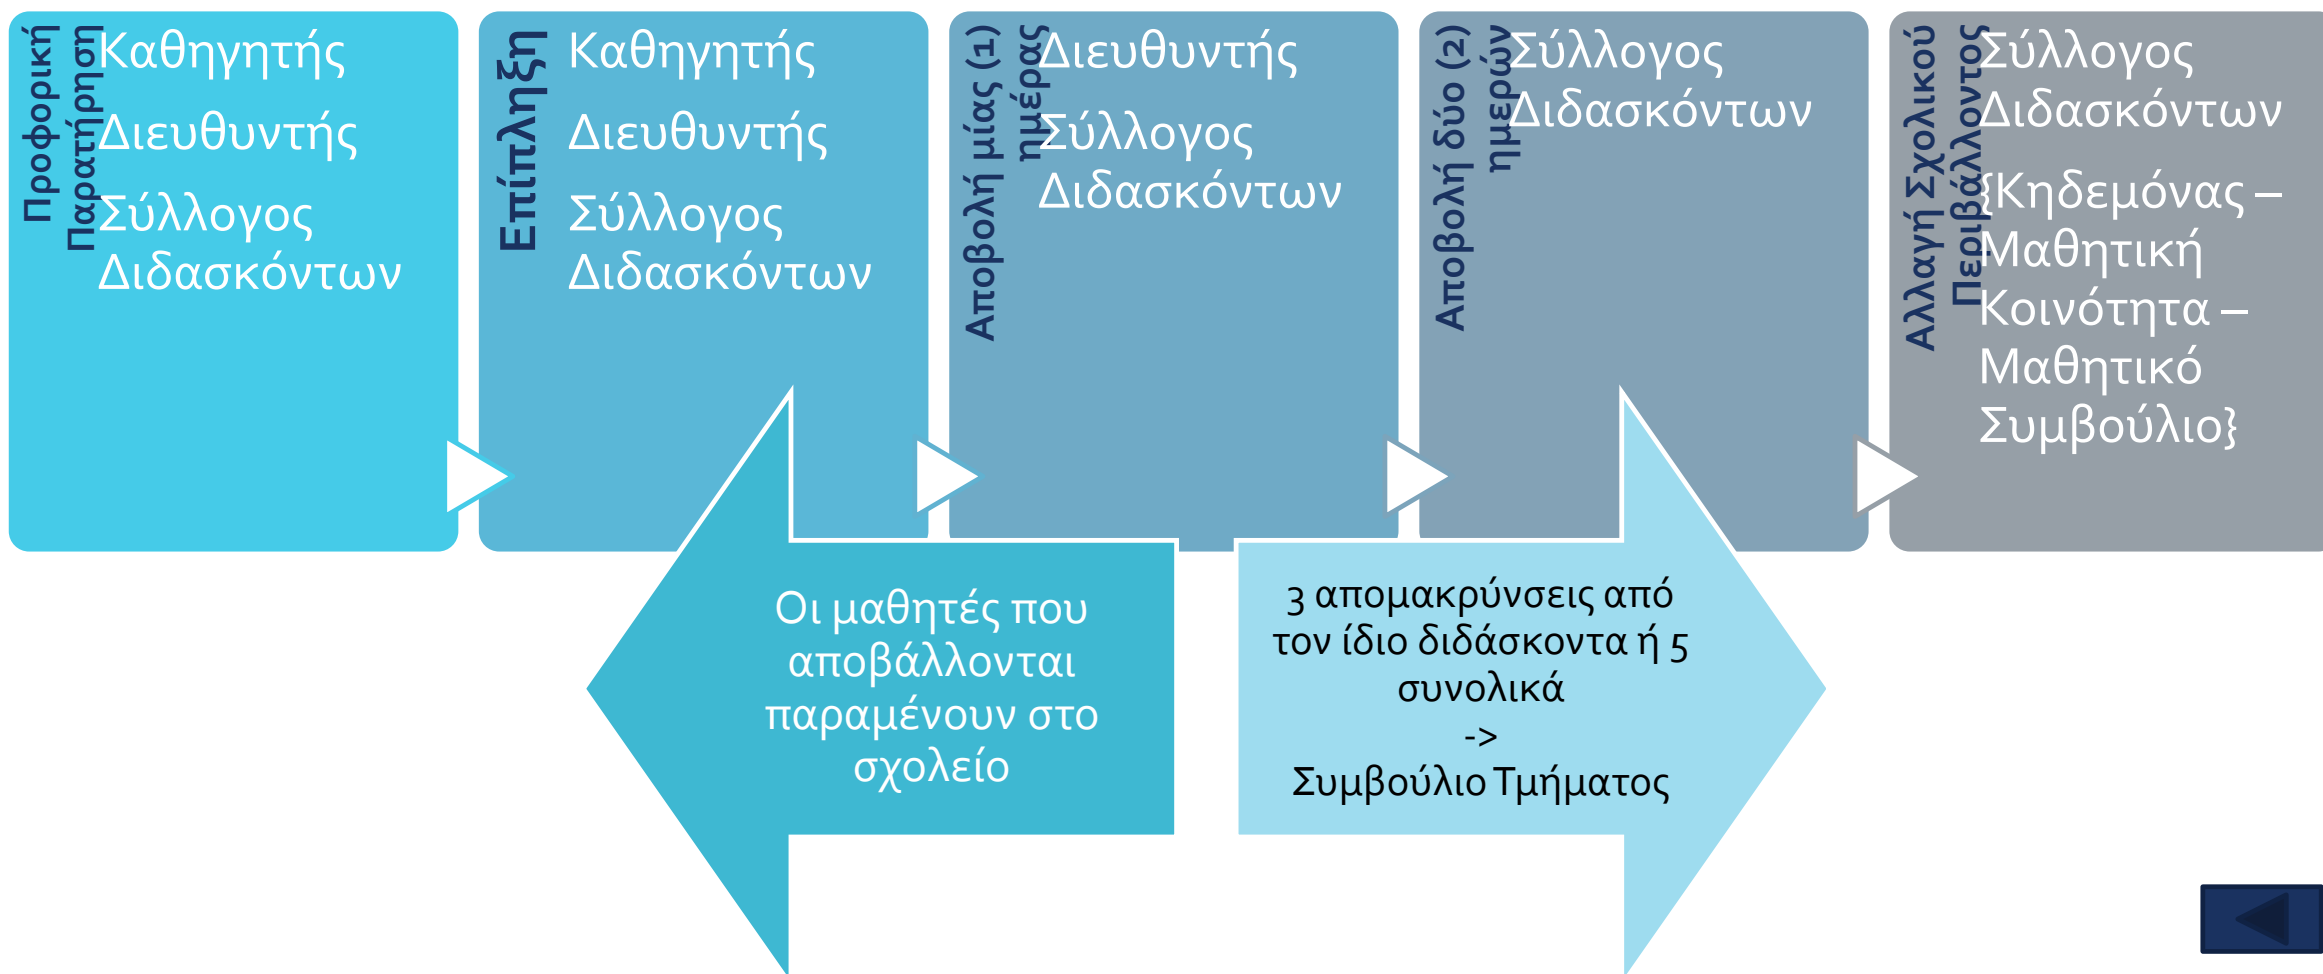 Προφορική
Παρατήρηση
Καθηγητής
Διευθυντής
Σύλλογος
Διδασκόντων
Επίπληξη
Καθηγητής
Διευθυντής
Σύλλογος
Διδασκόντων
Αποβολή μίας (1)
ημέρας
Διευθυντής
Σύλλογος
Διδασκόντων
Αποβολή δύο (2)
ημερών
Σύλλογος
Διδασκόντων
Αλλαγή Σχολικού
Περιβάλλοντος
Σύλλογος
Διδασκόντων
{Κηδεμόνας –
Μαθητική
Κοινότητα –
Μαθητικό
Συμβούλιο}
Οι μαθητές που
αποβάλλονται
παραμένουν στο
σχολείο
3 απομακρύνσεις από
τον ίδιο διδάσκοντα ή 5
συνολικά
->
Συμβούλιο Τμήματος